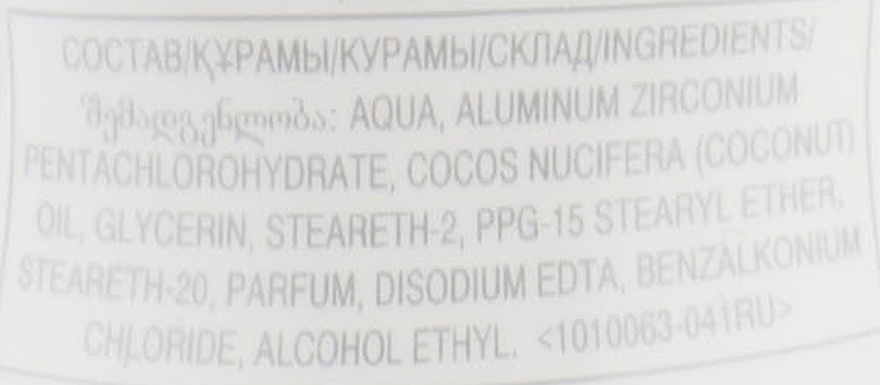 СОСТАВ/ҚҰРАМЫ/КУРАМЫ/СКЛАД/INGREDIENTS/
შემადგენლობა: AQUA, ALUMINUM ZIRCONIUM
PENTACHLOROHYDRATE, COCOS NUCIFERA (COCONUT)
OIL, GLYCERIN, STEARETH-2, PPG-15 STEARYL ETHER,
STEARETH-20, PARFUM, DISODIUM EDTA, BENZALKONIUM
CHLORIDE, ALCOHOL ETHYL. <1010063-041RU>